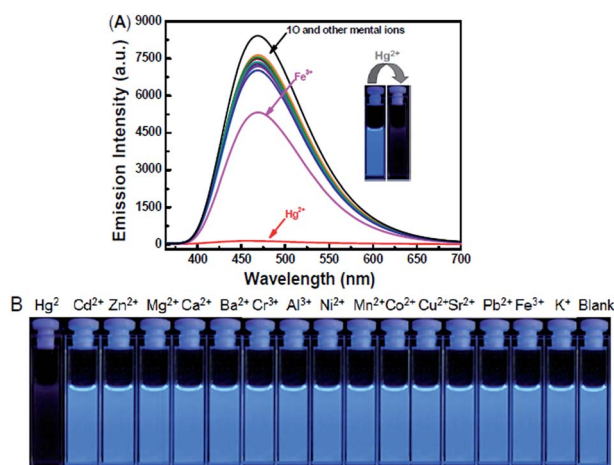 (A)
9000
7500
6000
4500
3000
1500
0
Emission Intensity (a.u.)
1O and other mental ions
Hg²⁺
Fe³⁺
Hg²⁺
400 450 500 550 600 650 700
Wavelength (nm)
B
Hg² Cd²⁺ Zn²⁺ Mg²⁺ Ca²⁺ Ba²⁺ Cr³⁺ Al³⁺ Ni²⁺ Mn²⁺ Co²⁺ Cu²⁺ Sr²⁺ Pb²⁺ Fe³⁺ K⁺ Blank